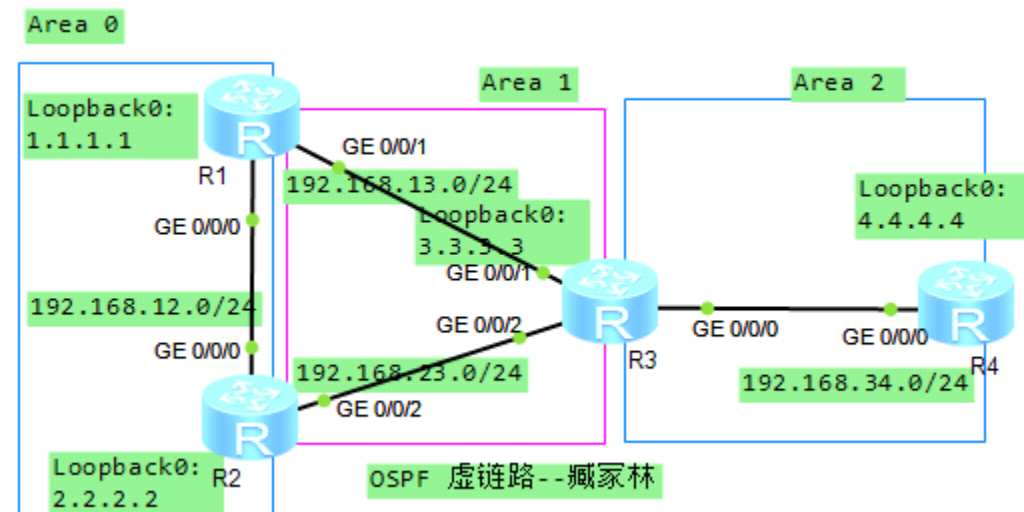 Area 0
Area 1
Area 2
Loopback0:
1.1.1.1
R
R1
GE 0/0/1
192.168.13.0/24
Loopback0:
3.3.3.3
GE 0/0/1
Loopback0:
4.4.4.4
GE 0/0/0
192.168.12.0/24
GE 0/0/0
GE 0/0/2
R
R3
GE 0/0/0
GE 0/0/0
R
R4
192.168.23.0/24
GE 0/0/2
192.168.34.0/24
R
R2
Loopback0:
2.2.2.2
OSPF 虚链路--臧冢林